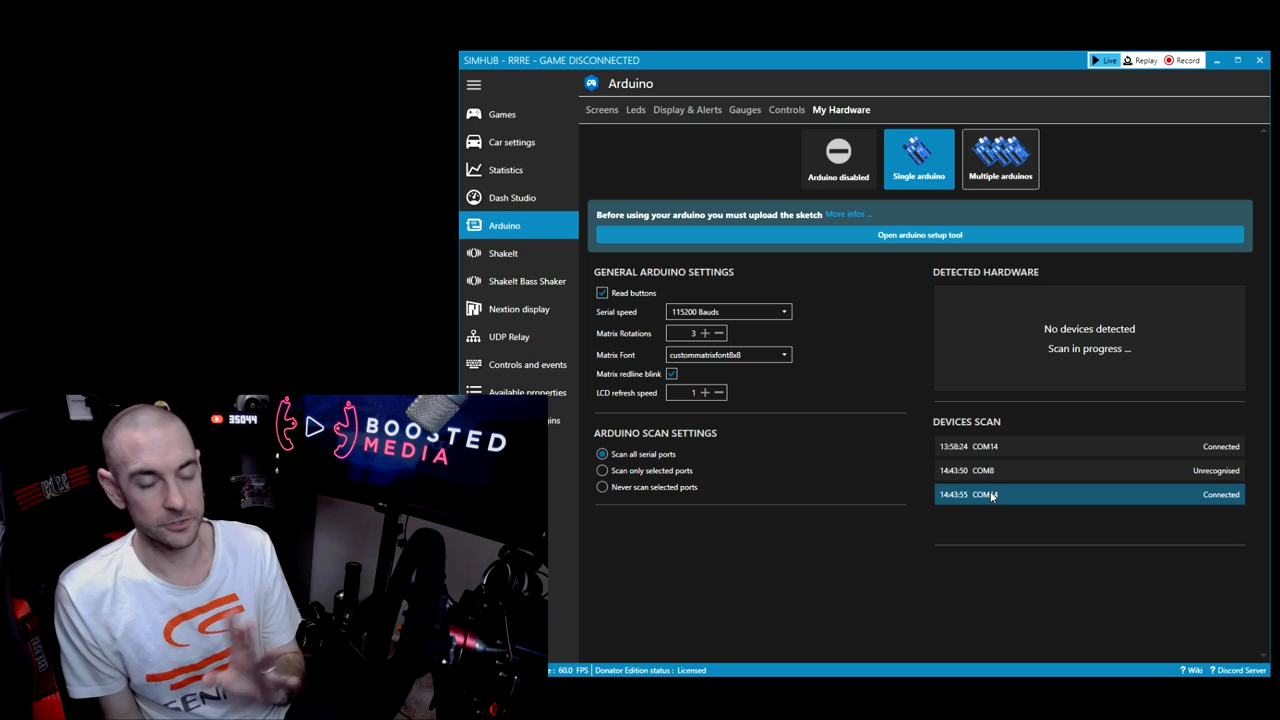 SIMHUB - RRRE - GAME DISCONNECTED
Live
Replay
Record
Arduino
Screens
Leds
Display & Alerts
Gauges
Controls
My Hardware
Games
Car settings
Statistics
Dash Studio
Arduino
ShakeIt
ShakeIt Bass Shaker
Nextion display
UDP Relay
Controls and events
Available properties
Arduino disabled
Single arduino
Multiple arduinos
Before using your arduino you must upload the sketch More infos ...
Open arduino setup tool
GENERAL ARDUINO SETTINGS
Read buttons
Serial speed 115200 Bauds
Matrix Rotations 3
Matrix Font custommatrixfont8x8
Matrix redline blink
LCD refresh speed 1
ARDUINO SCAN SETTINGS
Scan all serial ports
Scan only selected ports
Never scan selected ports
DETECTED HARDWARE
No devices detected
Scan in progress ...
DEVICES SCAN
13:58:24 COM14 Connected
14:43:50 COM8 Unrecognised
14:43:55 COM14 Connected
: 60.0 FPS
Donator Edition status : Licensed
? Wiki
? Discord Server
35044
BOOSTED
MEDIA